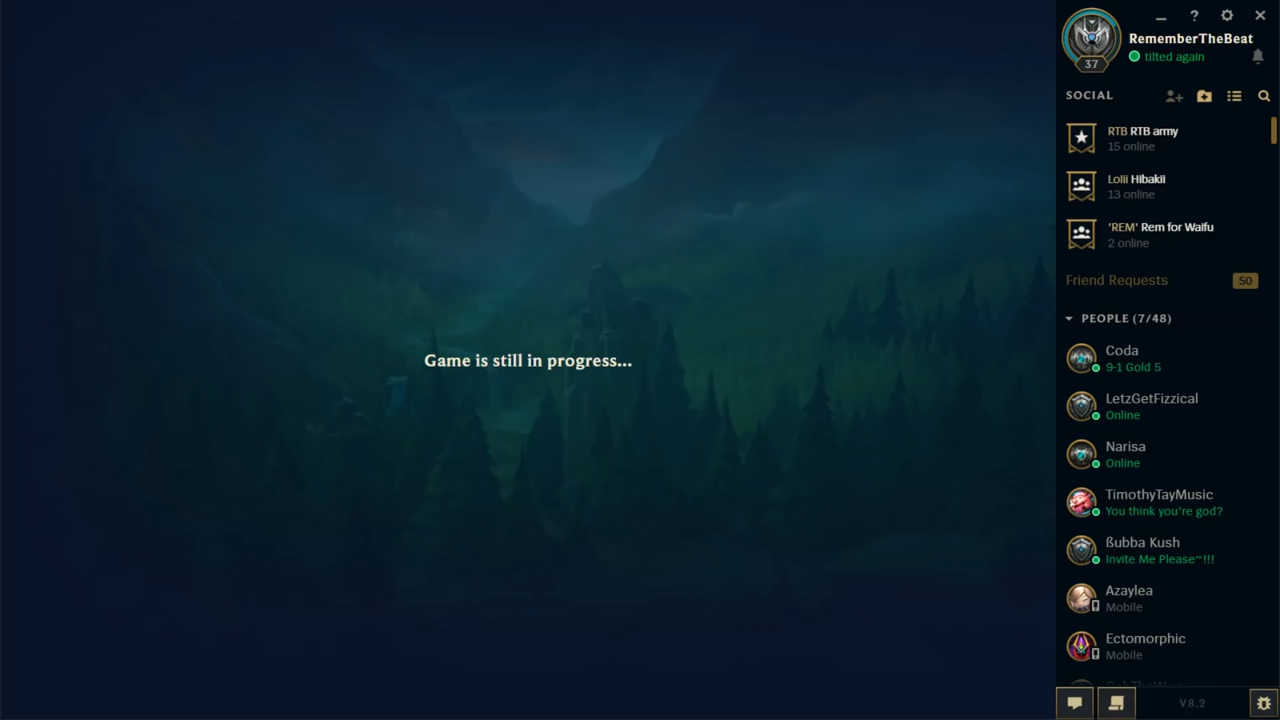 ?
RememberTheBeat
tilted again
37
SOCIAL
RTB RTB army
15 online
Lolii Hibakii
13 online
'REM' Rem for Waifu
2 online
Friend Requests 50
PEOPLE (7/48)
Game is still in progress...
Coda
9-1 Gold 5
LetzGetFizzical
Online
Narisa
Online
TimothyTayMusic
You think you're god?
ßubba Kush
Invite Me Please~!!!
Azaylea
Mobile
Ectomorphic
Mobile
V8.2